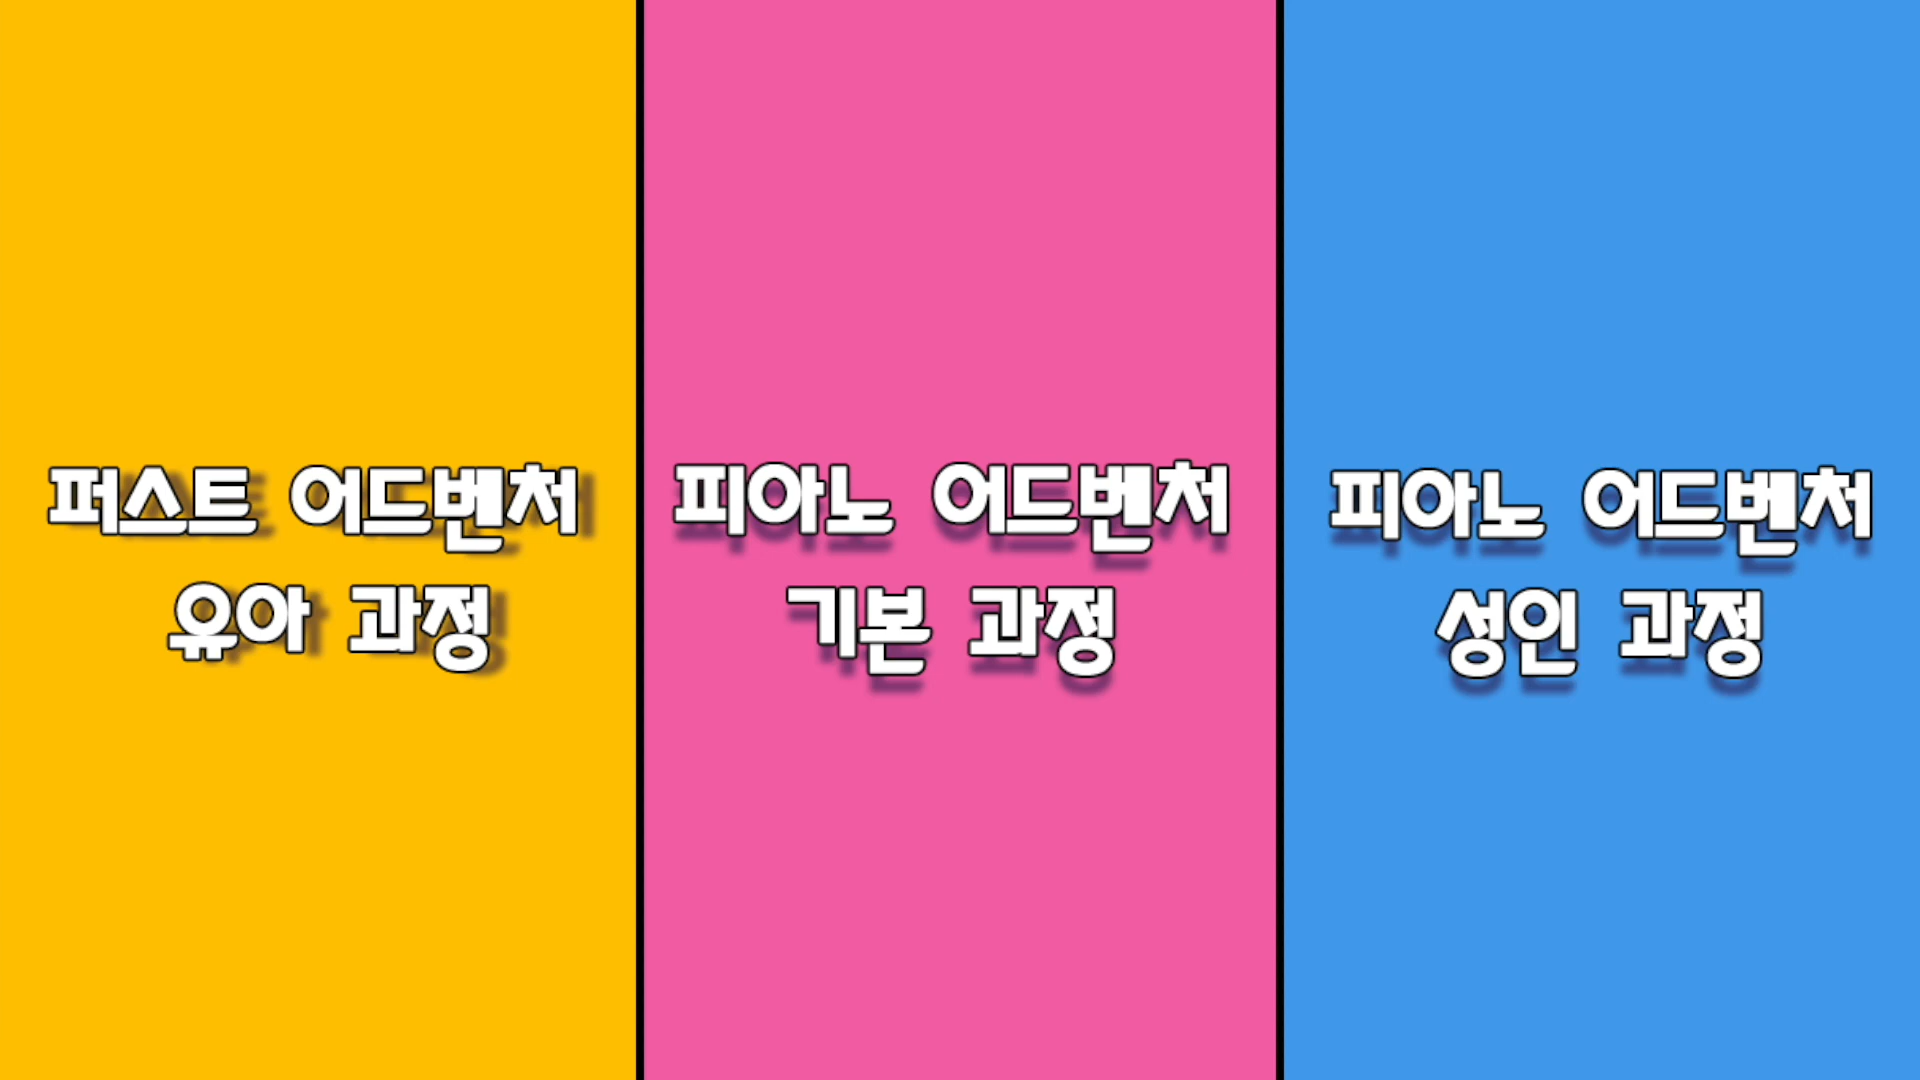 퍼스트 어드벤처
유아 과정
피아노 어드벤처
기본 과정
피아노 어드벤처
성인 과정